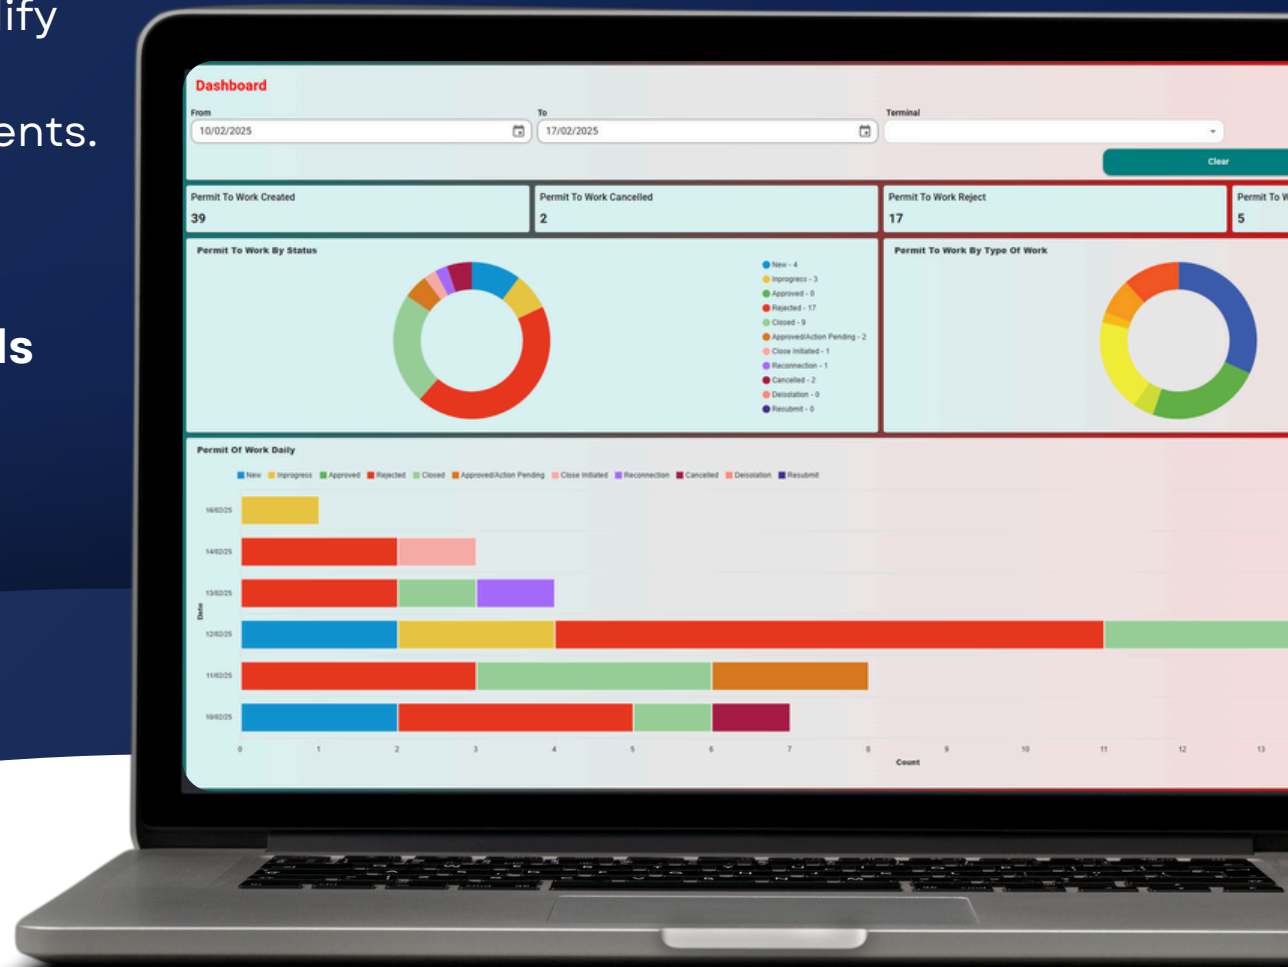 lify
ents.
ls
Dashboard
From
To
Terminal
10/02/2025
17/02/2025
Clear
Permit To Work Created
39
Permit To Work Cancelled
2
Permit To Work Reject
17
Permit To W
5
Permit To Work By Status
New - 4
Inprogress - 3
Approved - 0
Rejected - 17
Closed - 9
Approved/Action Pending - 2
Close Initiated - 1
Reconnection - 1
Cancelled - 2
Deisolation - 0
Resubmit - 0
Permit To Work By Type Of Work
Permit Of Work Daily
New Inprogress Approved Rejected Closed Approved/Action Pending Close Initiated Reconnection Cancelled Deisolation Resubmit
16/02/25
14/02/25
13/02/25
12/02/25
11/02/25
10/02/25
Date
0 1 2 3 4 5 6 7 8 9 10 11 12 13
Count